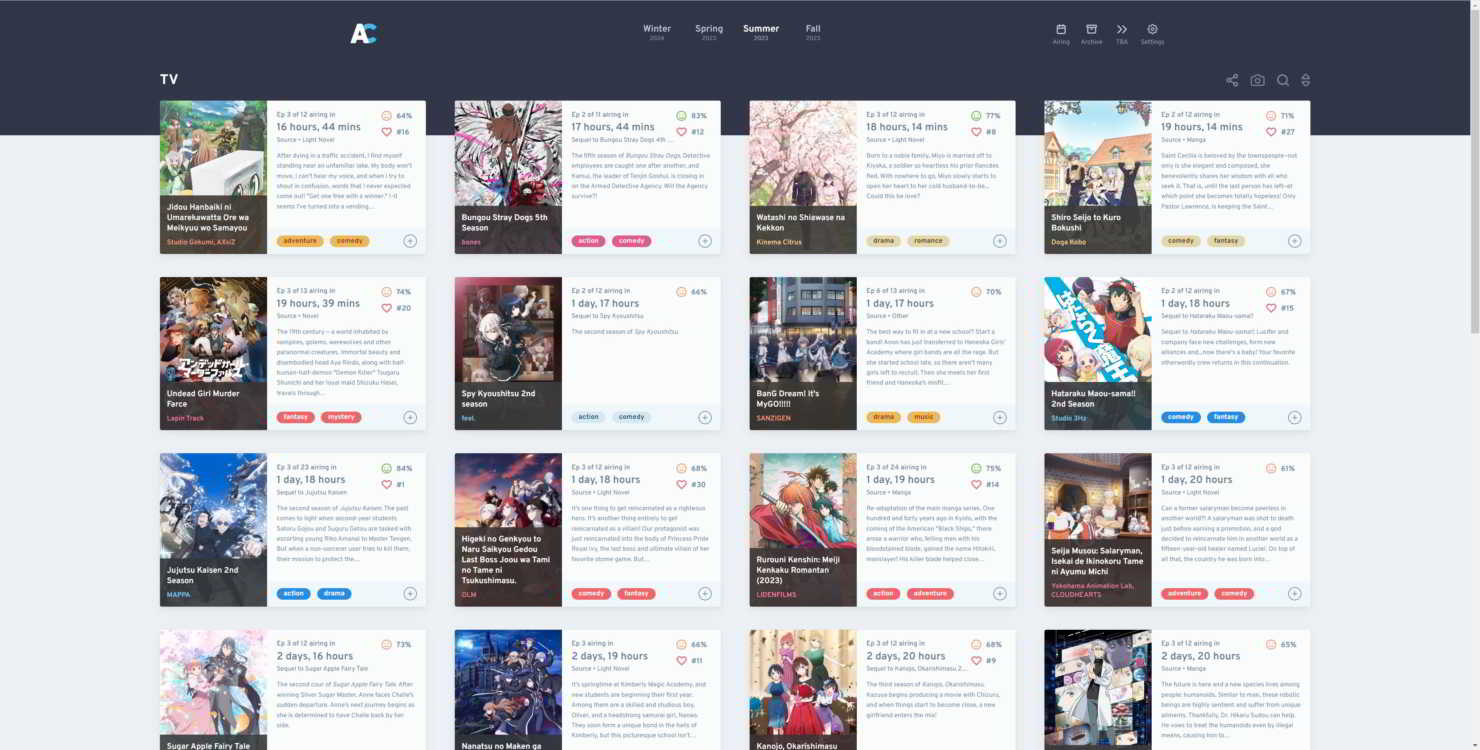 AC
Winter
2024
Spring
2023
Summer
2023
Fall
2023
Airing
Archive
TBA
Settings
TV
Ep 3 of 12 airing in
16 hours, 44 mins
Source • Light Novel
64%
#16
After dying in a traffic accident, I find myself
standing near an unfamiliar lake. My body won't
move, I can't hear my voice, and when I try to
shout in confusion, words that I never expected
come out! "Get one free with a winner." I-It
seems I've turned into a vending...
Jidou Hanbaiki ni
Umarekawatta Ore wa
Meikyuu wo Samayou
Studio Gokumi, AXsiZ
adventure
comedy
Ep 2 of 11 airing in
17 hours, 44 mins
Sequel to Bungou Stray Dogs 4th ...
83%
#12
The fifth season of Bungou Stray Dogs. Detective
employees are caught one after another, and
Kamui, the leader of Tenjin Goshui, is closing in
on the Armed Detective Agency. Will the Agency
survive?!
Bungou Stray Dogs 5th
Season
bones
action
comedy
Ep 3 of 12 airing in
18 hours, 14 mins
Source • Light Novel
77%
#8
Born to a noble family, Miyo is married off to
Kiyoka, a soldier so heartless his prior fiancées
fled. With nowhere to go, Miyo slowly starts to
open her heart to her cold husband-to-be...
Could this be love?
Watashi no Shiawase na
Kekkon
Kinema Citrus
drama
romance
Ep 2 of 12 airing in
19 hours, 14 mins
Source • Manga
71%
#27
Saint Cecilia is beloved by the townspeople—not
only is she elegant and composed, she
benevolently shares her wisdom with all who
seek it. That is, until the last person has left—at
which point she becomes totally hopeless! Only
Pastor Lawrence, is keeping the Saint...
Shiro Seijo to Kuro
Bokushi
Doga Kobo
comedy
fantasy
Ep 3 of 13 airing in
19 hours, 39 mins
Source • Novel
74%
#20
The 19th century— a world inhabited by
vampires, golems, werewolves and other
paranormal creatures. Immortal beauty and
disembodied head Aya Rindo, along with half-
human-half-demon "Demon Killer" Tsugaru
Shinuchi and her loyal maid Shizuku Hasei,
travels through...
アンデッドガール
マーダーファルス
Undead Girl Murder
Farce
Lapin Track
fantasy
mystery
Ep 2 of 12 airing in
1 day, 17 hours
Sequel to Spy Kyoushitsu
66%
The second season of Spy Kyoushitsu.
Spy Kyoushitsu 2nd
season
feel.
action
comedy
Ep 6 of 13 airing in
1 day, 17 hours
Source • Other
70%
The best way to fit in at a new school? Start a
band! Anon has just transferred to Haneoka Girls'
Academy where girl bands are all the rage. But
she started school late, so there aren't many
girls left to recruit. Then she meets her first
friend and Haneoka's misfit...
BanG Dream! It's
MyGO!!!!!
SANZIGEN
drama
music
Ep 2 of 12 airing in
1 day, 18 hours
Sequel to Hataraku Maou-sama!!
67%
#15
Sequel to Hataraku Maou-sama!. Lucifer and
company face new challenges, form new
alliances and...now there's a baby! Your favorite
otherwordly crew returns in this continuation.
はたらく魔王
Hataraku Maou-sama!!
2nd Season
Studio 3Hz
comedy
fantasy
Ep 3 of 23 airing in
1 day, 18 hours
Sequel to Jujutsu Kaisen
84%
#1
The second season of Jujutsu Kaisen. The past
comes to light when second-year students
Satoru Gojou and Suguru Getou are tasked with
escorting young Riko Amanai to Master Tengen.
But when a non-sorcerer user tries to kill them,
their mission to protect the...
Jujutsu Kaisen 2nd
Season
MAPPA
action
drama
Ep 3 of 12 airing in
1 day, 18 hours
Source • Light Novel
68%
#30
It's one thing to get reincarnated as a righteous
hero. It's another thing entirely to get
reincarnated as a villain! Our protagonist was
just reincarnated into the body of Princess Pride
Royal Ivy, the last boss and ultimate villain of her
favorite otome game. But...
Higeki no Genkyou to
Naru Saikyou Gedou
Last Boss Joou wa Tami
no Tame ni
Tsukushimasu.
OLM
comedy
fantasy
Ep 3 of 24 airing in
1 day, 19 hours
Source • Manga
75%
#14
Re-adaptation of the main manga series. One
hundred and forty years ago in Kyoto, with the
coming of the American "Black Ships," there
arose a warrior who, felling men with his
bloodstained blade, gained the name Hitokiri,
manslayer! His killer blade helped close...
Rurouni Kenshin: Meiji
Kenkaku Romantan
(2023)
LIDENFILMS
action
adventure
Ep 3 of 12 airing in
1 day, 20 hours
Source • Light Novel
61%
Can a former salaryman become peerless in
another world?! A salaryman was shot to death
just before earning a promotion, and a god
decided to reincarnate him in another world as a
fifteen-year-old healer named Luciel. On top of
all that, the country he was born into...
Seija Musou: Salaryman,
Isekai de Ikinokoru Tame
ni Ayumu Michi
Yokohama Animation Lab,
CLOUDHEARTS
adventure
comedy
Ep 3 of 12 airing in
2 days, 16 hours
Sequel to Sugar Apple Fairy Tale
73%
The second cour of Sugar Apple Fairy Tale. After
winning Silver Sugar Master, Anne faces Challe's
sudden departure. Anne's next journey begins as
she is determined to have Challe back by her
side.
Sugar Apple Fairy Tale
Ep 3 airing in
2 days, 19 hours
Source • Light Novel
66%
#11
It's springtime at Kimberly Magic Academy, and
new students are beginning their first year.
Among them are a skilled and studious boy,
Oliver, and a headstrong samurai girl, Nanao.
They soon form a unique bond in the halls of
Kimberly, but this picturesque school isn't...
Nanatsu no Maken ga
Ep 3 of 12 airing in
2 days, 20 hours
Sequel to Kanojo, Okarishimasu 2...
68%
#9
The third season of Kanojo, Okarishimasu.
Kazuya begins producing a movie with Chizuru,
and when things start to become close, a new
girlfriend enters the mix!
Kanojo, Okarishimasu
Ep 3 of 12 airing in
2 days, 20 hours
Source • Manga
65%
The future is here and a new species lives among
people: humanoids. Similar to man, these robotic
beings are highly sentient and suffer from unique
ailments. Thankfully, Dr. Hikaru Sudou can help.
He vows to treat the humanoids even by illegal
means, causing him to...